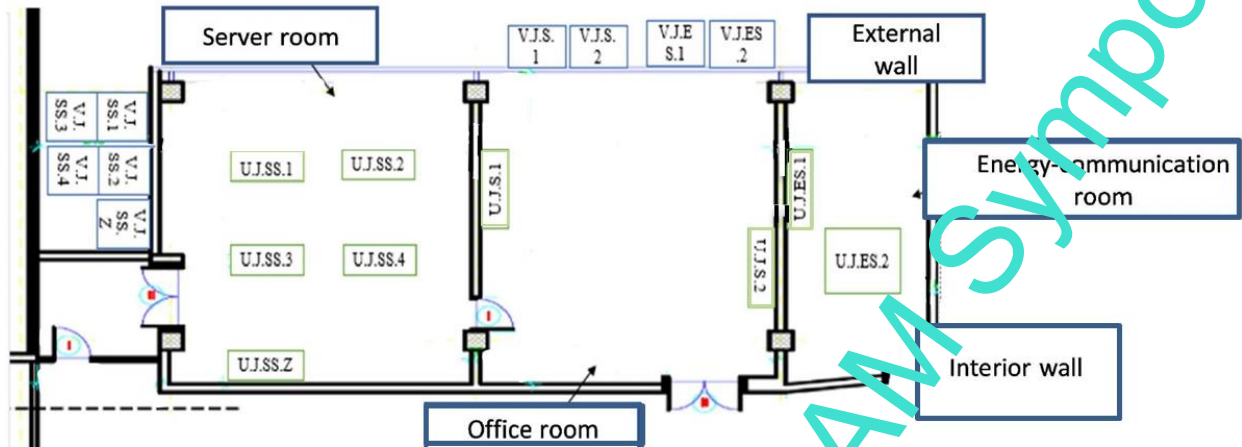 Server room
V.J.S.
1
V.J.S.
2
V.J.E
S.1
V.J.ES
.2
External
wall
V.J.
SS.3
V.J.
SS.1
V.J.
SS.4
V.J.
SS.2
V.J.
SS.
Z
U.J.SS.1
U.J.SS.2
U.J.S.1
U.J.ES.1
Energy-communication
room
U.J.SS.3
U.J.SS.4
U.J.S.2
U.J.ES.2
II
I
I
U.J.SS.Z
Interior wall
Office room
AM Sympo